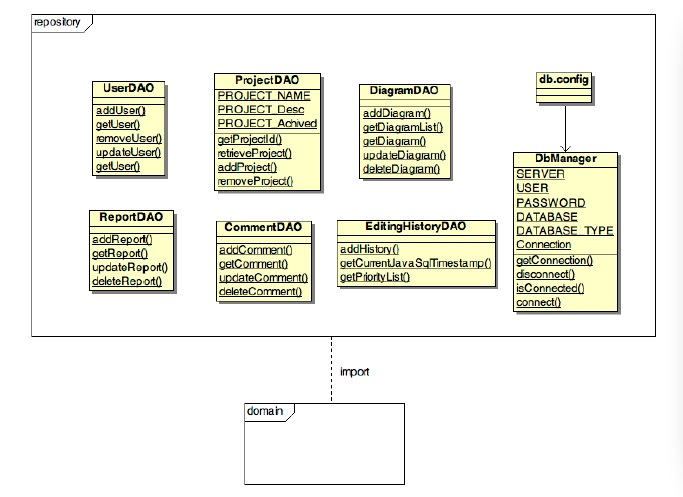 repository
UserDAO
addUser()
getUser()
removeUser()
updateUser()
getUser()
ProjectDAO
PROJECT_NAME
PROJECT_Desc
PROJECT_Achived
getProjectId()
retrieveProject()
addProject()
removeProject()
DiagramDAO
addDiagram()
getDiagramList()
getDiagram()
updateDiagram()
deleteDiagram()
db.config
DbManager
SERVER
USER
PASSWORD
DATABASE
DATABASE_TYPE
Connection
getConnection()
disconnect()
isConnected()
connect()
ReportDAO
addReport()
getReport()
updateReport()
deleteReport()
CommentDAO
addComment()
getComment()
updateComment()
deleteComment()
EditingHistoryDAO
addHistory()
getCurrentJavaSqlTimestamp()
getPriorityList()
import
domain